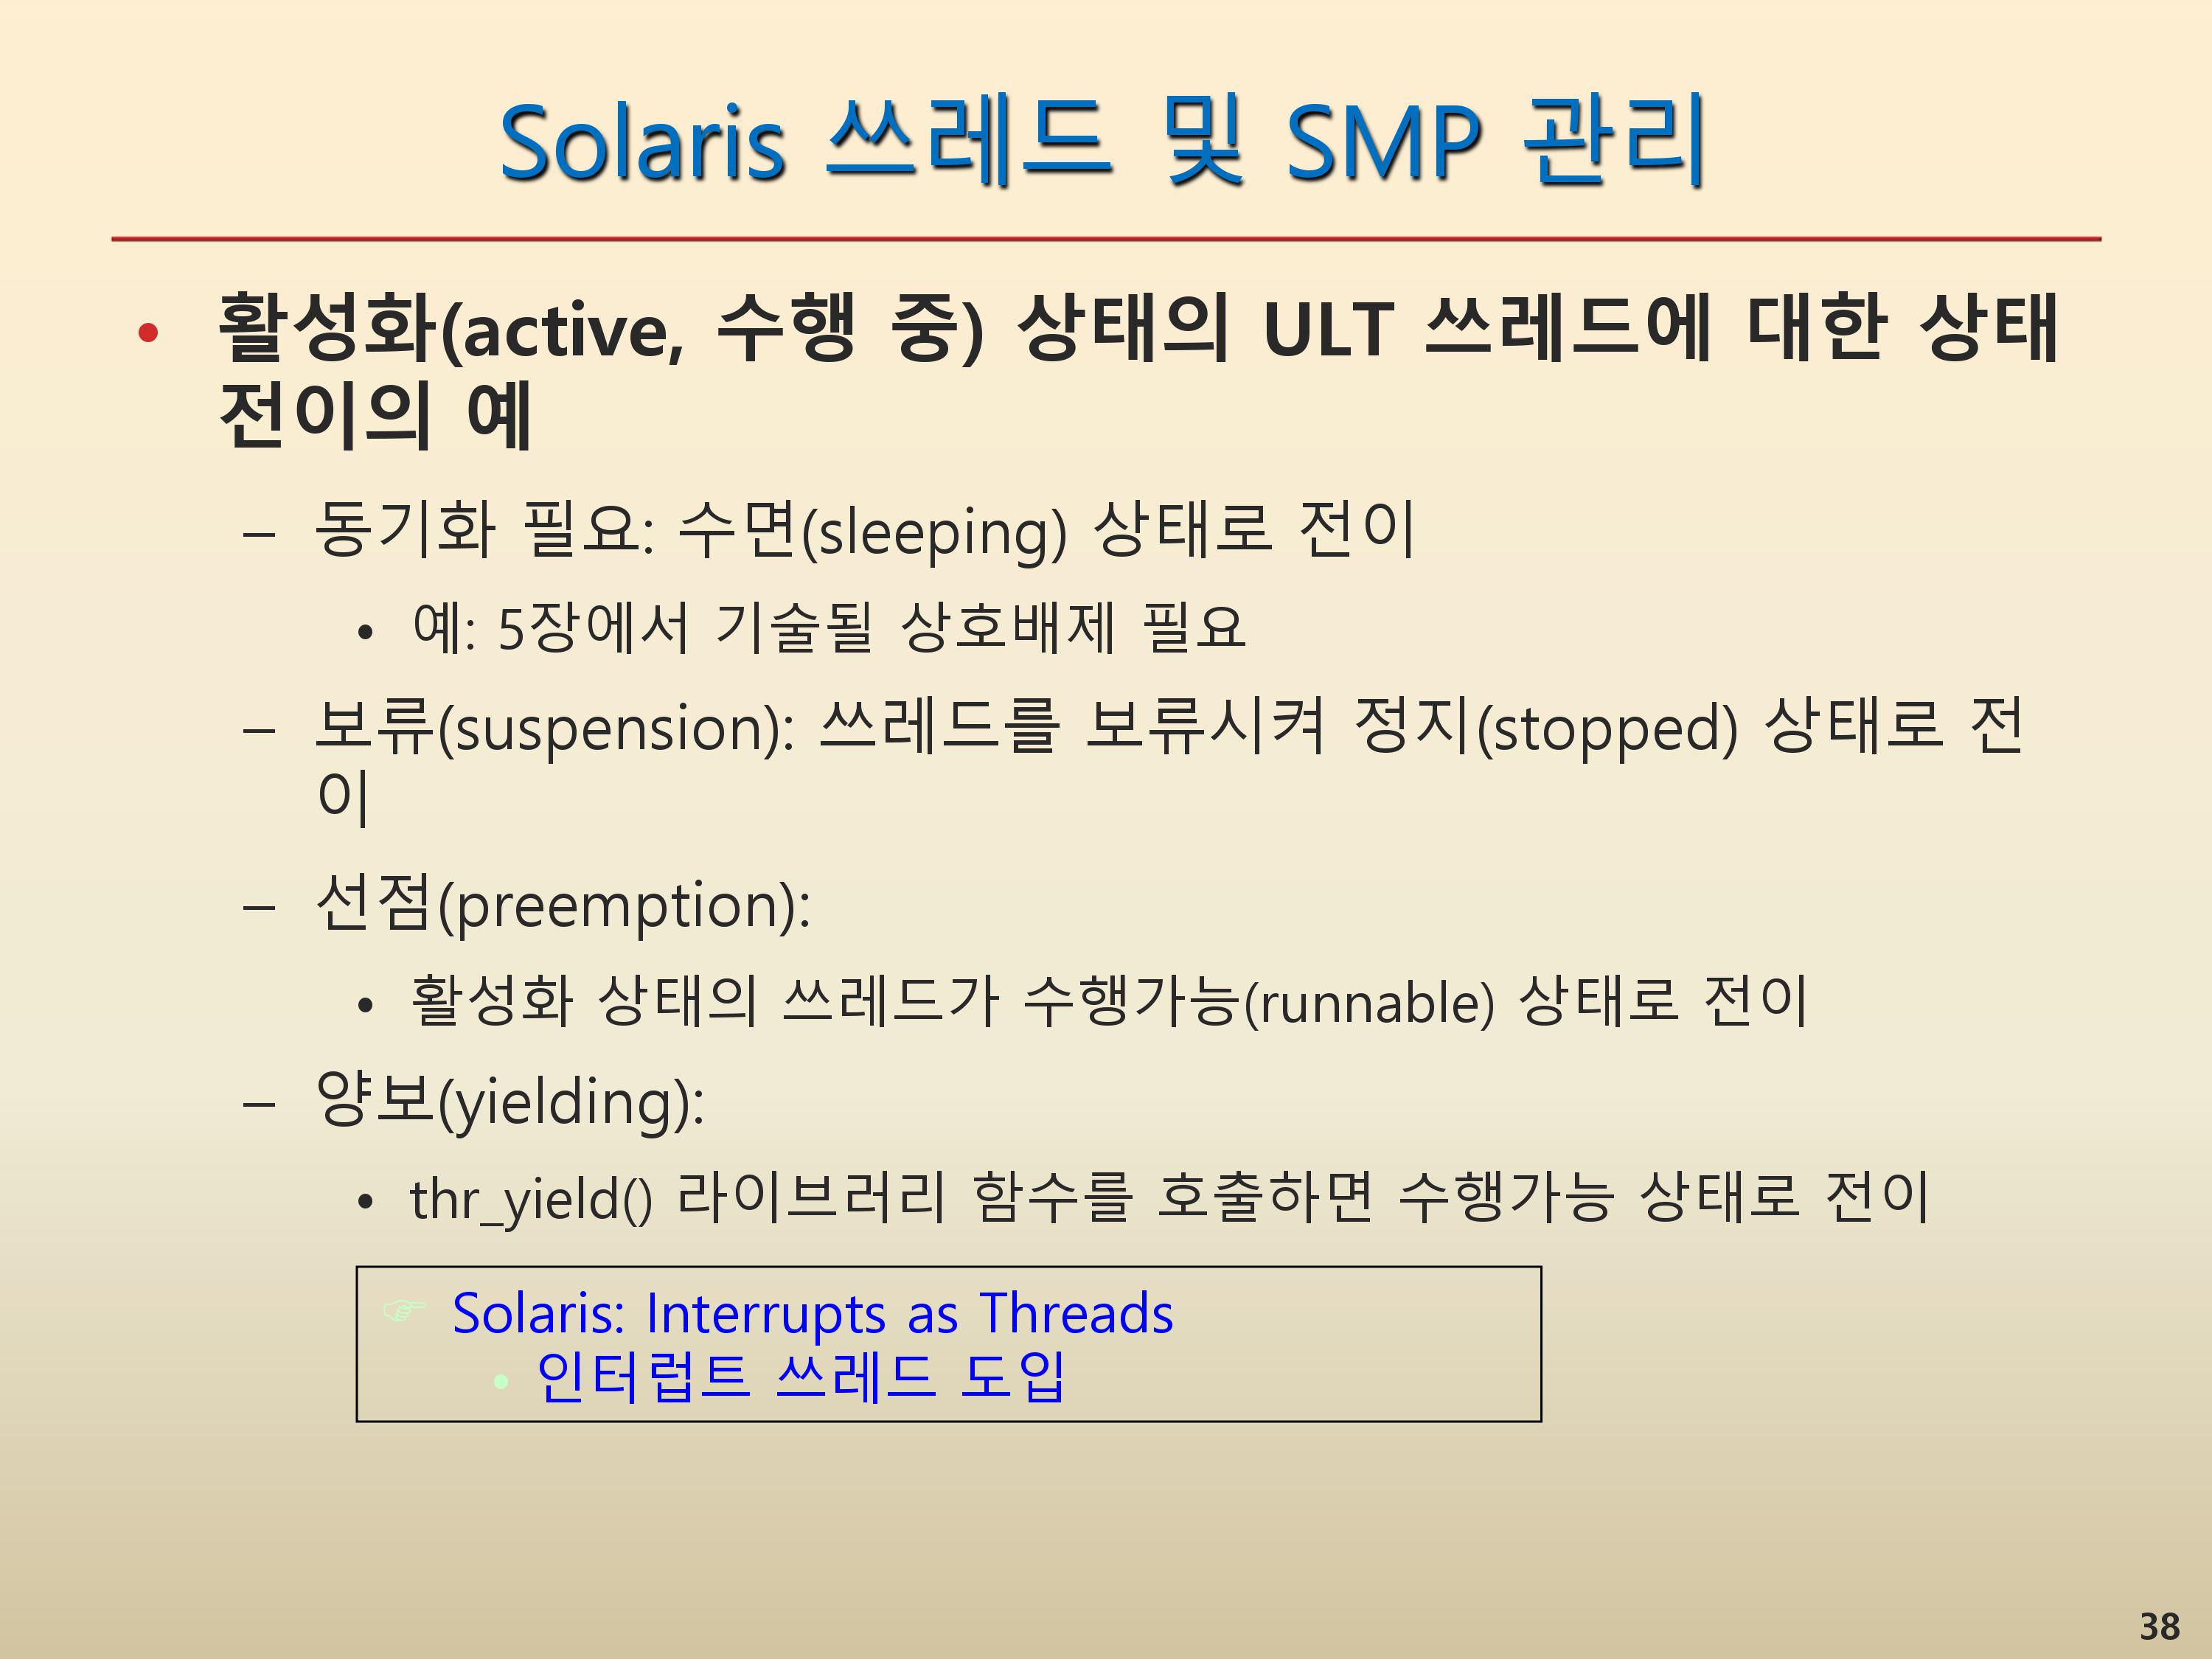 Solaris 쓰레드 및 SMP 관리
• 활성화(active, 수행 중) 상태의 ULT 쓰레드에 대한 상태
전이의 예
– 동기화 필요: 수면(sleeping) 상태로 전이
• 예: 5장에서 기술될 상호배제 필요
– 보류(suspension): 쓰레드를 보류시켜 정지(stopped) 상태로 전
이
– 선점(preemption):
• 활성화 상태의 쓰레드가 수행가능(runnable) 상태로 전이
– 양보(yielding):
• thr_yield() 라이브러리 함수를 호출하면 수행가능 상태로 전이
☞ Solaris: Interrupts as Threads
• 인터럽트 쓰레드 도입
38